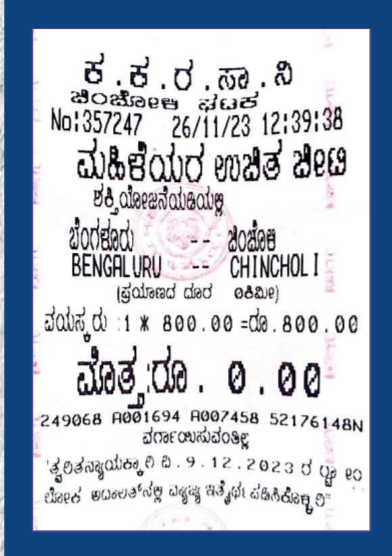 ಕ.ಕ.ರ.ಸಾ.ನಿ
ಚಿಂಚೋಳಿ ಘಟಕ
No:357247 26/11/23 12:39:38
ಮಹಿಳೆಯರ ಉಚಿತ ಚೀಟಿ
ಶಕ್ತಿಯೋಜನೆಯಡಿಯಲ್ಲಿ
ಬೆಂಗಳೂರು -- ಚಿಂಚೊಳಿ
BENGALURU -- CHINCHOLI
(ಪ್ರಯಾಣದ ದೂರ 0ಕಿಮೀ)
ವಯಸ್ಕರು :1 * 800.00 =ರೂ.800.00
ಮೊತ್ತ:ರೂ. 0.00
249068 A001694 A007458 52176148N
ವರ್ಗಾಯಿಸುವಂತಿಲ್ಲ
"ತ್ವರಿತನ್ಯಾಯಕ್ಕಾಗಿ ದಿ.9.12.2023 ರ
ಲೋಕ ಅದಾಲತ್‌ನಲ್ಲಿ ವ್ಯಾಜ್ಯ"